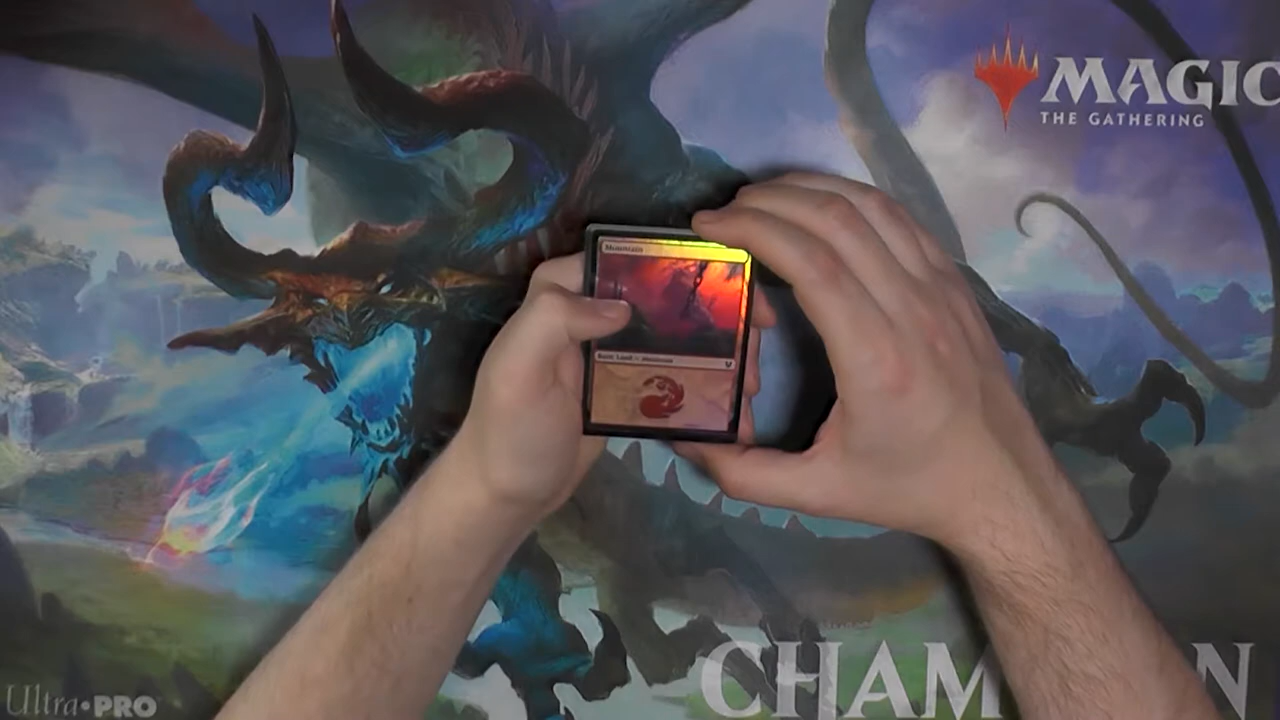 MAGIC
THE GATHERING
Mountain
Basic Land — Mountain
CHAM N
Ultra•PRO